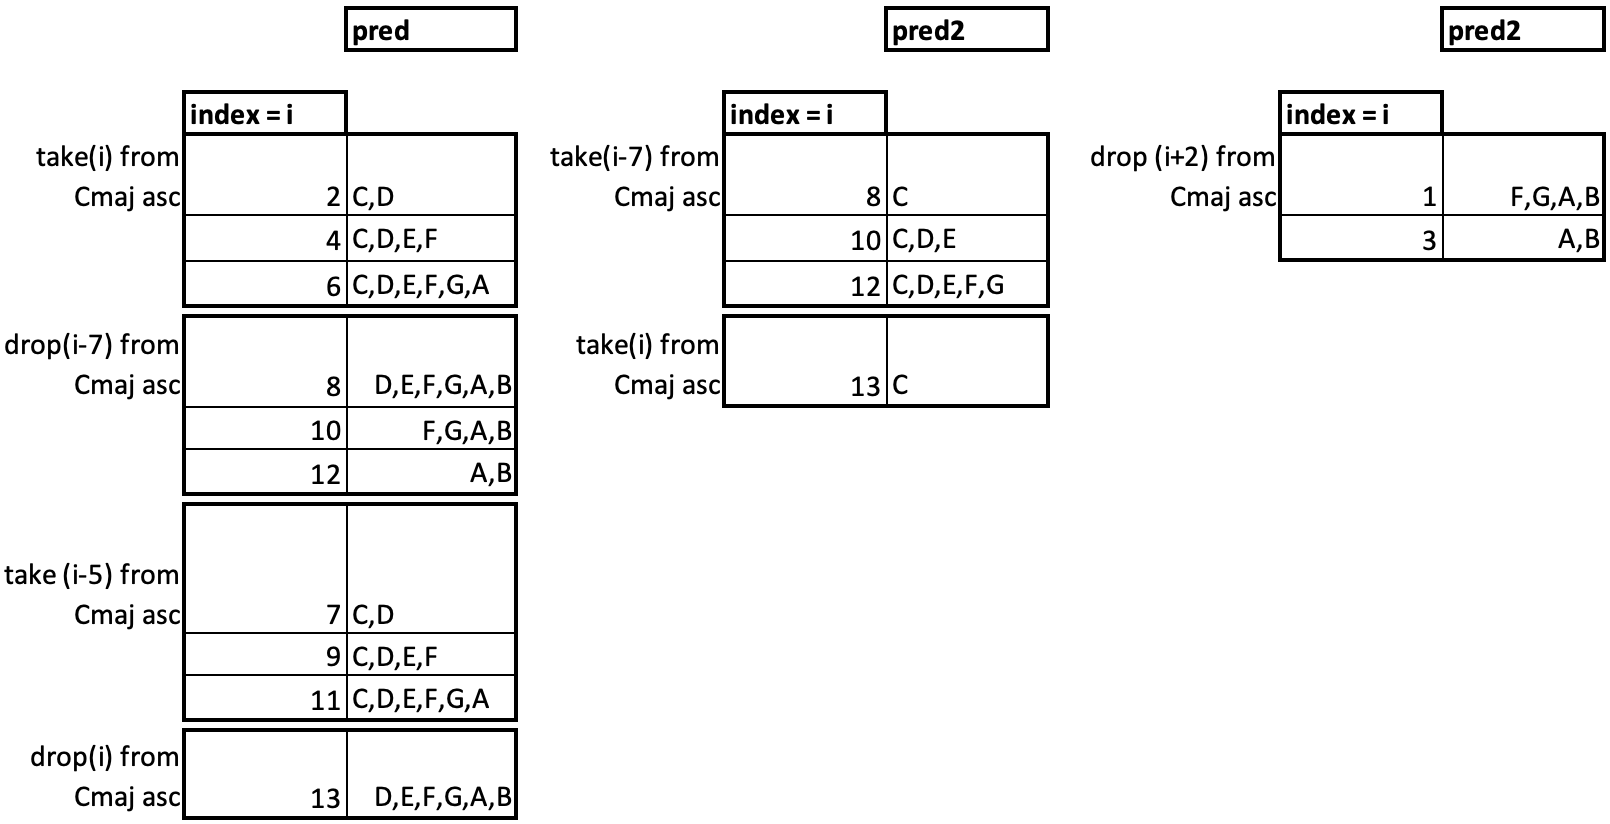 pred pred2 pred2
index = i index = i index = i
take(i) from take(i-7) from drop (i+2) from
Cmaj asc 2 C,D Cmaj asc 8 C Cmaj asc 1 F,G,A,B
4 C,D,E,F 10 C,D,E 3 A,B
6 C,D,E,F,G,A 12 C,D,E,F,G
drop(i-7) from take(i) from
Cmaj asc 8 D,E,F,G,A,B Cmaj asc 13 C
10 F,G,A,B
12 A,B
take (i-5) from
Cmaj asc 7 C,D
9 C,D,E,F
11 C,D,E,F,G,A
drop(i) from
Cmaj asc 13 D,E,F,G,A,B